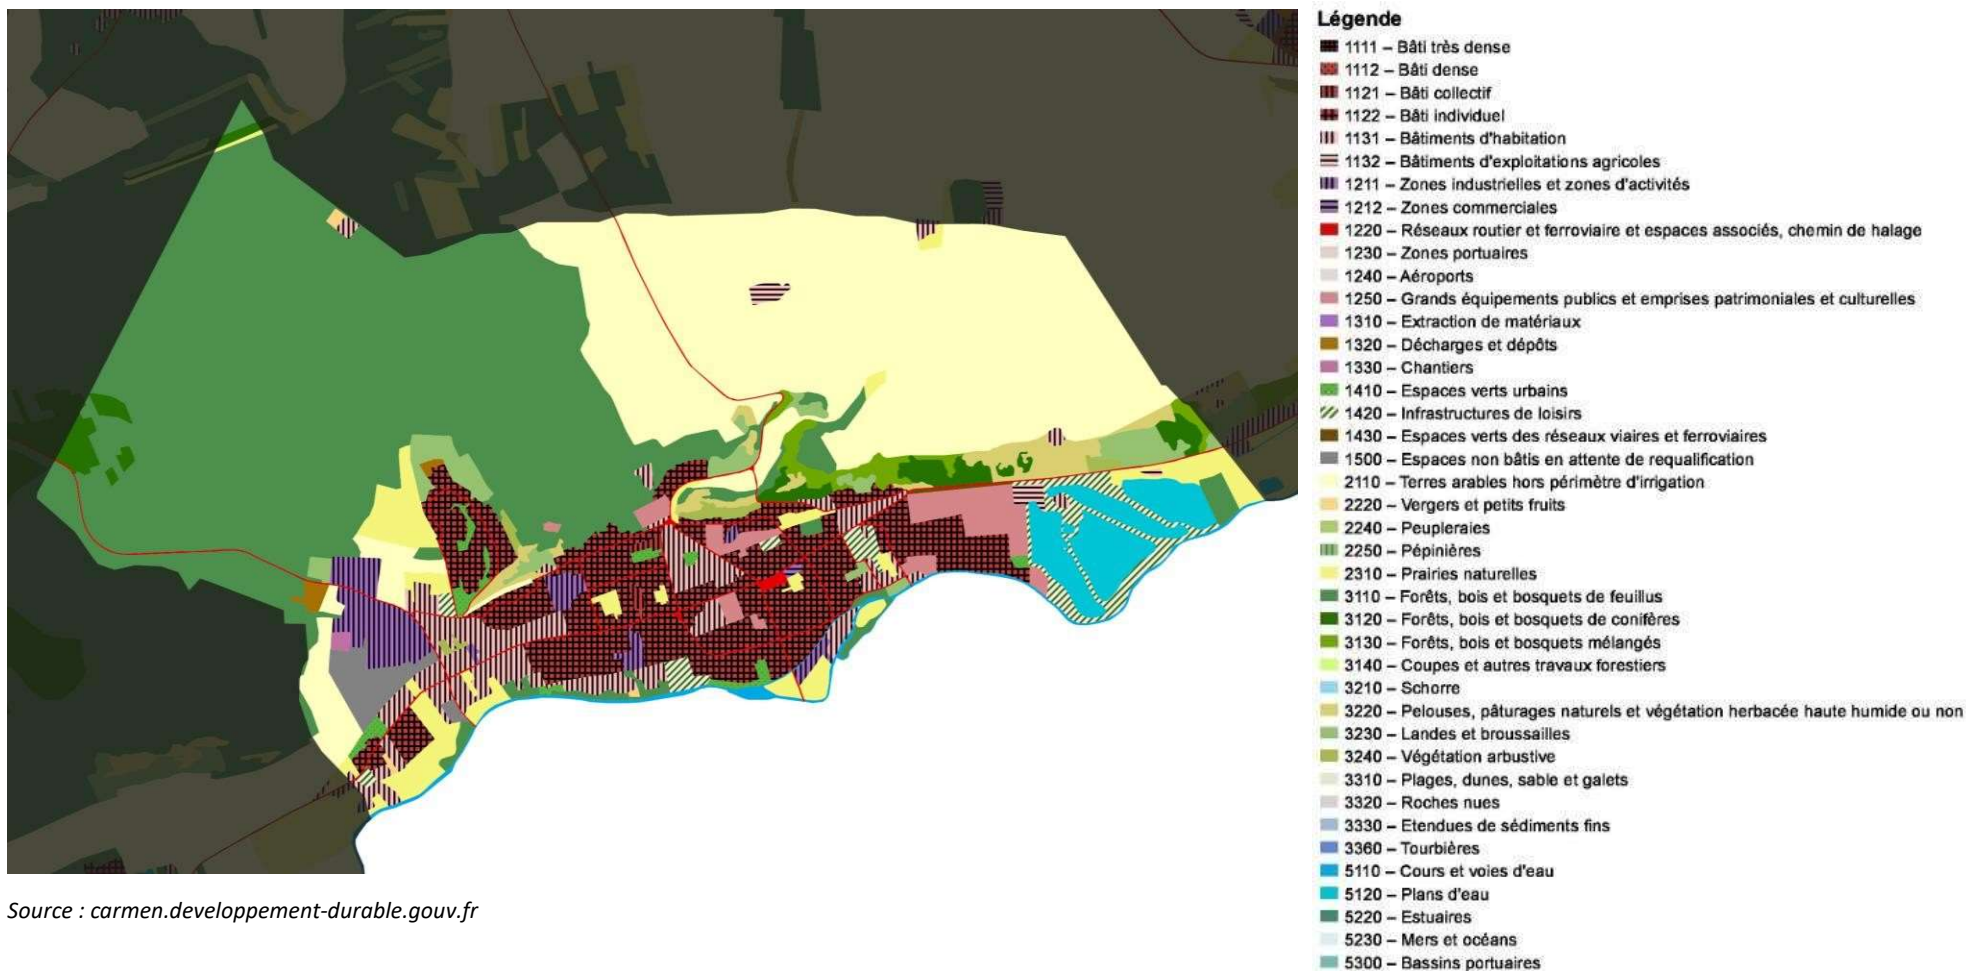 Légende
1111 – Bâti très dense
1112 – Bâti dense
1121 – Bâti collectif
1122 – Bâti individuel
1131 – Bâtiments d'habitation
1132 – Bâtiments d'exploitations agricoles
1211 – Zones industrielles et zones d'activités
1212 – Zones commerciales
1220 – Réseaux routier et ferroviaire et espaces associés, chemin de halage
1230 – Zones portuaires
1240 – Aéroports
1250 – Grands équipements publics et emprises patrimoniales et culturelles
1310 – Extraction de matériaux
1320 – Décharges et dépôts
1330 – Chantiers
1410 – Espaces verts urbains
1420 – Infrastructures de loisirs
1430 – Espaces verts des réseaux viaires et ferroviaires
1500 – Espaces non bâtis en attente de requalification
2110 – Terres arables hors périmètre d'irrigation
2220 – Vergers et petits fruits
2240 – Peupleraies
2250 – Pépinières
2310 – Prairies naturelles
3110 – Forêts, bois et bosquets de feuillus
3120 – Forêts, bois et bosquets de conifères
3130 – Forêts, bois et bosquets mélangés
3140 – Coupes et autres travaux forestiers
3210 – Schorre
3220 – Pelouses, pâturages naturels et végétation herbacée haute humide ou non
3230 – Landes et broussailles
3240 – Végétation arbustive
3310 – Plages, dunes, sable et galets
3320 – Roches nues
3330 – Etendues de sédiments fins
3360 – Tourbières
5110 – Cours et voies d'eau
5120 – Plans d'eau
5220 – Estuaires
5230 – Mers et océans
5300 – Bassins portuaires
Source : carmen.developpement-durable.gouv.fr